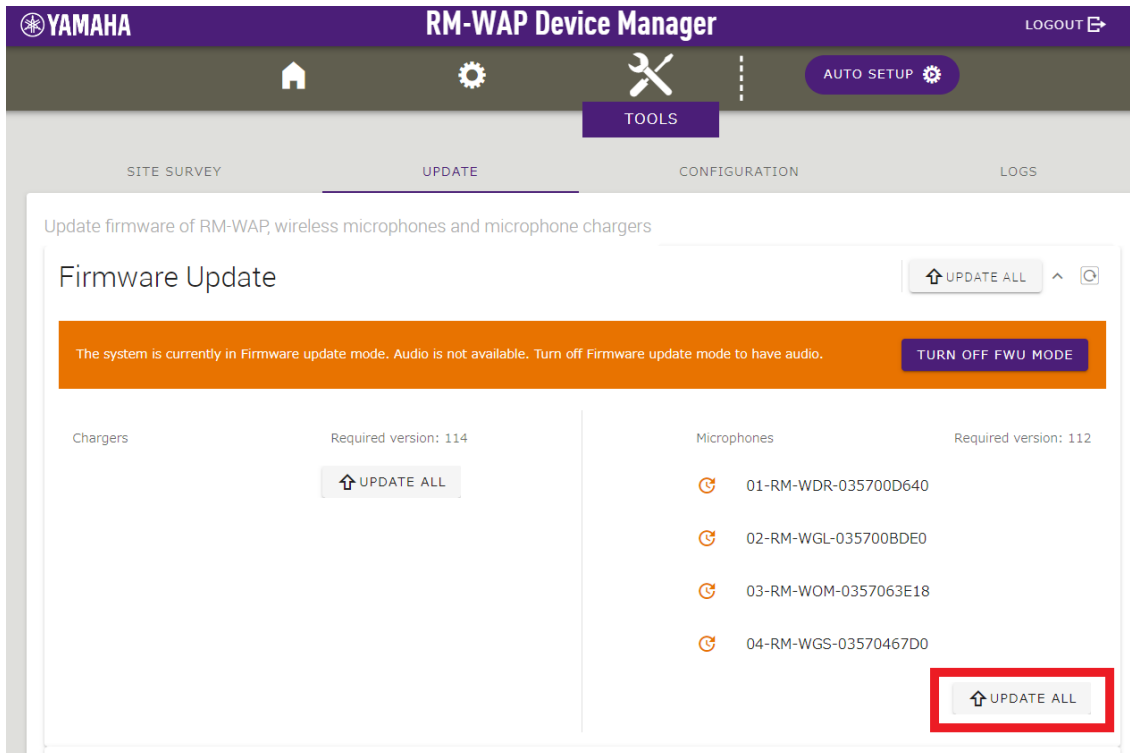 YAMAHA
RM-WAP Device Manager
LOGOUT
AUTO SETUP
TOOLS
SITE SURVEY
UPDATE
CONFIGURATION
LOGS
Update firmware of RM-WAP, wireless microphones and microphone chargers
Firmware Update
UPDATE ALL
The system is currently in Firmware update mode. Audio is not available. Turn off Firmware update mode to have audio.
TURN OFF FWU MODE
Chargers
Required version: 114
UPDATE ALL
Microphones
Required version: 112
01-RM-WDR-035700D640
02-RM-WGL-035700BDE0
03-RM-WOM-0357063E18
04-RM-WGS-03570467D0
UPDATE ALL